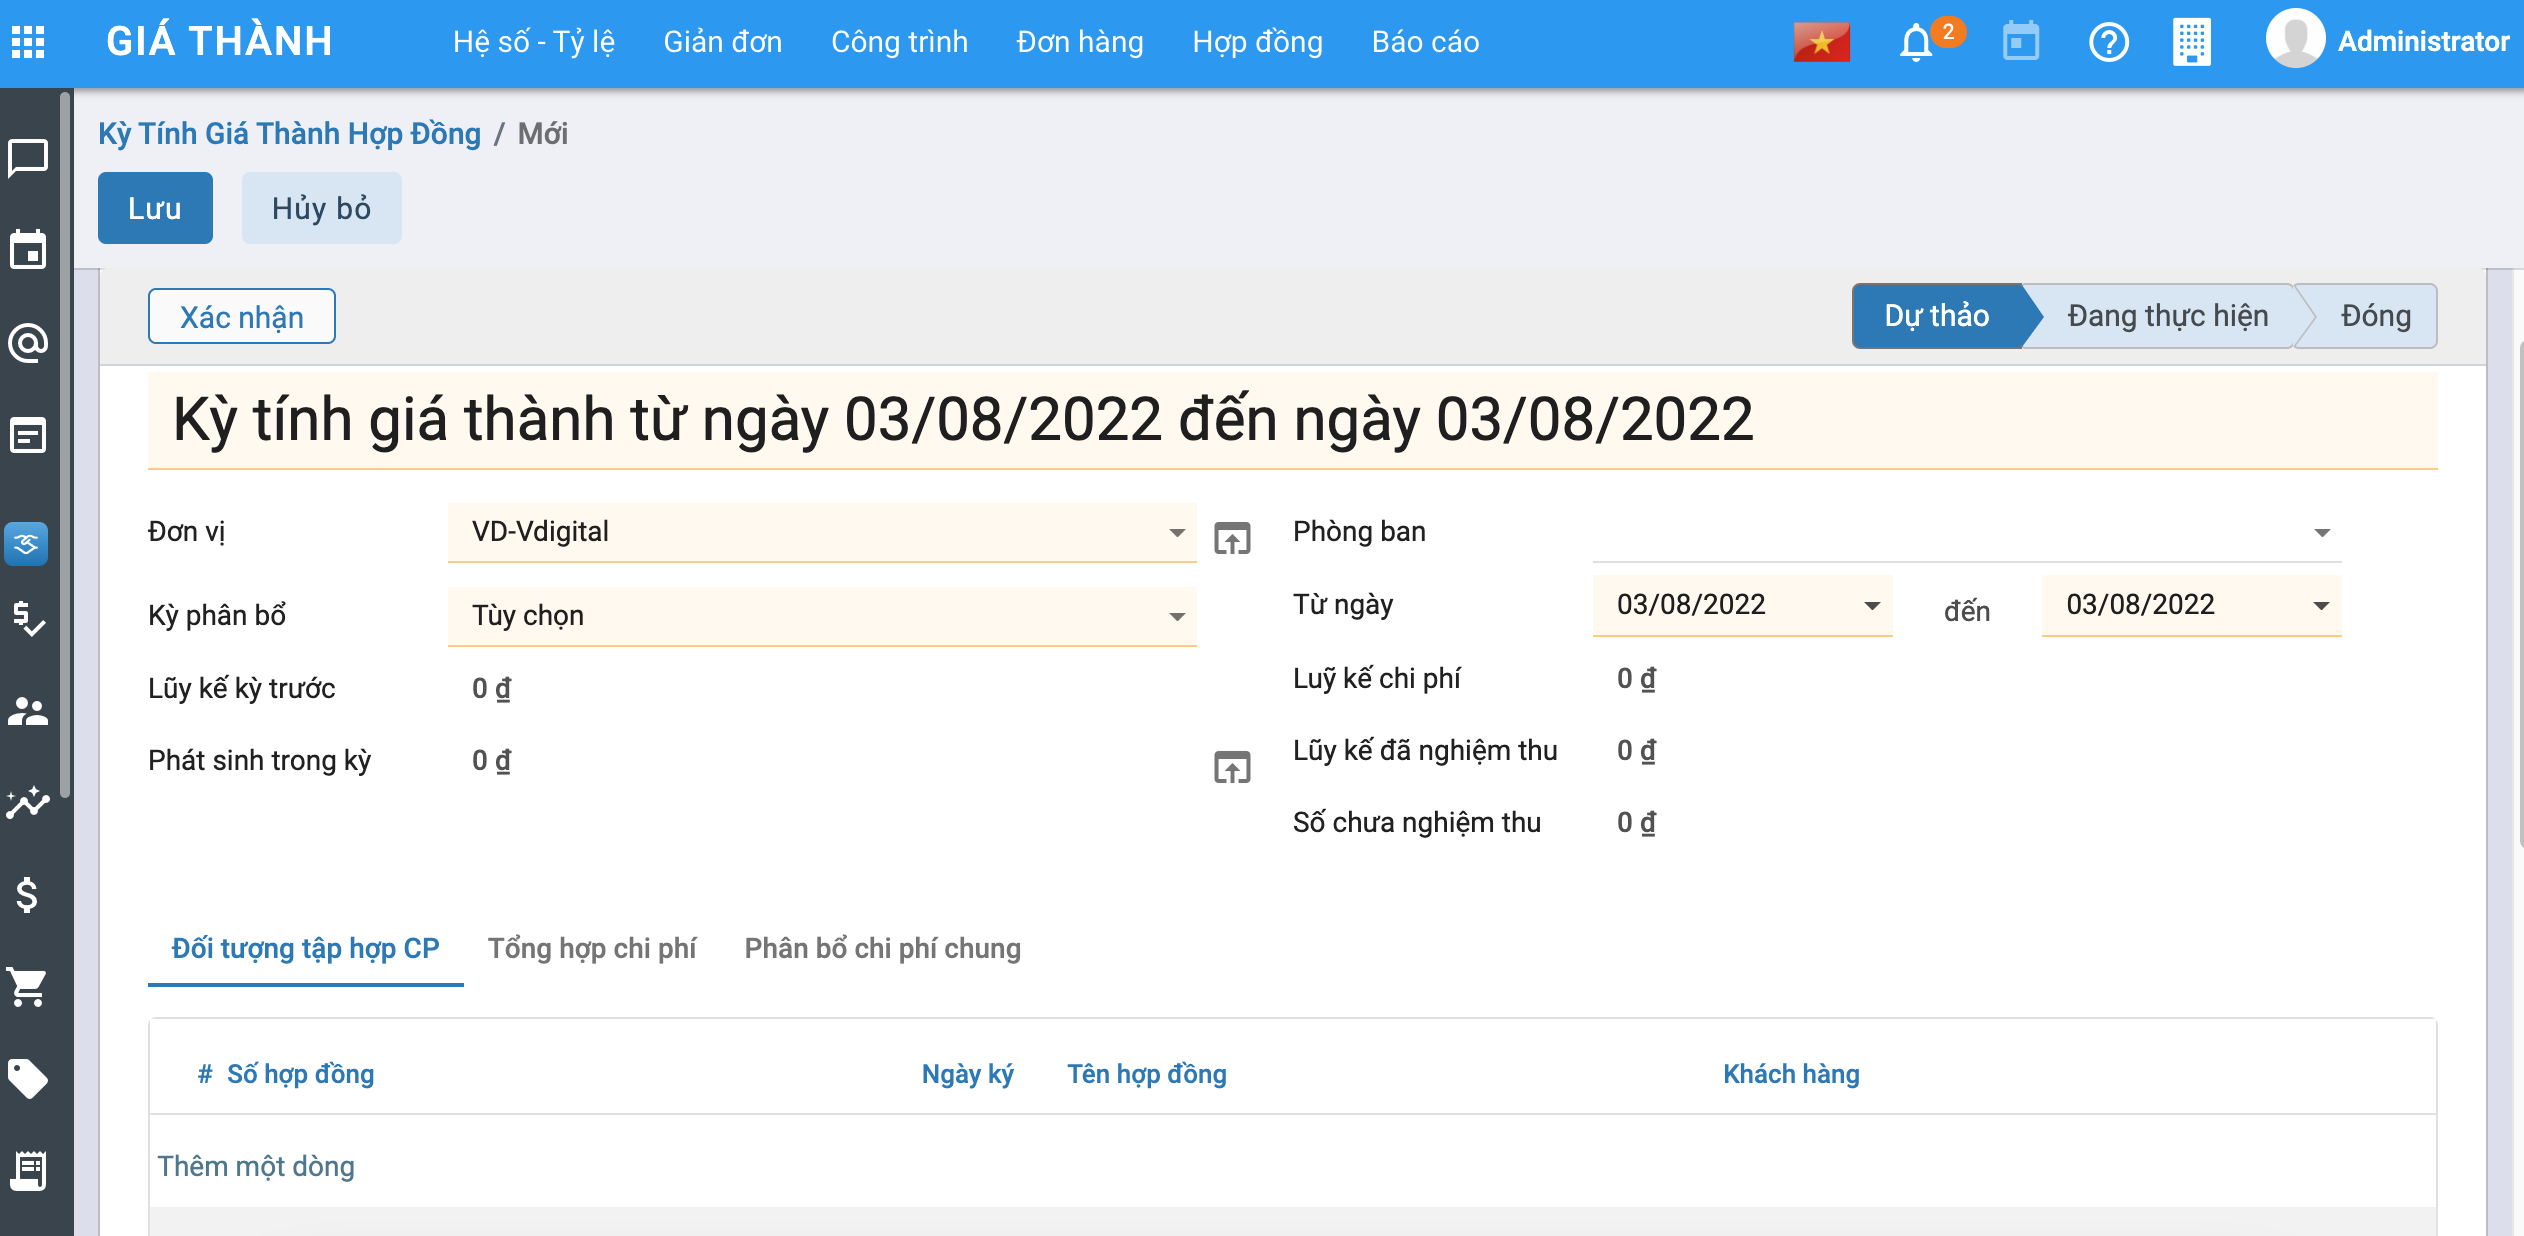 GIÁ THÀNH Hệ số - Tỷ lệ Giản đơn Công trình Đơn hàng Hợp đồng Báo cáo 2 Administrator
Kỳ Tính Giá Thành Hợp Đồng / Mới
Lưu Hủy bỏ
Xác nhận Dự thảo Đang thực hiện Đóng
Kỳ tính giá thành từ ngày 03/08/2022 đến ngày 03/08/2022
Đơn vị VD-Vdigital Phòng ban
Kỳ phân bổ Tùy chọn Từ ngày 03/08/2022 đến 03/08/2022
Lũy kế kỳ trước 0 ₫ Luỹ kế chi phí 0 ₫
Phát sinh trong kỳ 0 ₫ Lũy kế đã nghiệm thu 0 ₫
Số chưa nghiệm thu 0 ₫
Đối tượng tập hợp CP Tổng hợp chi phí Phân bổ chi phí chung
# Số hợp đồng Ngày ký Tên hợp đồng Khách hàng
Thêm một dòng